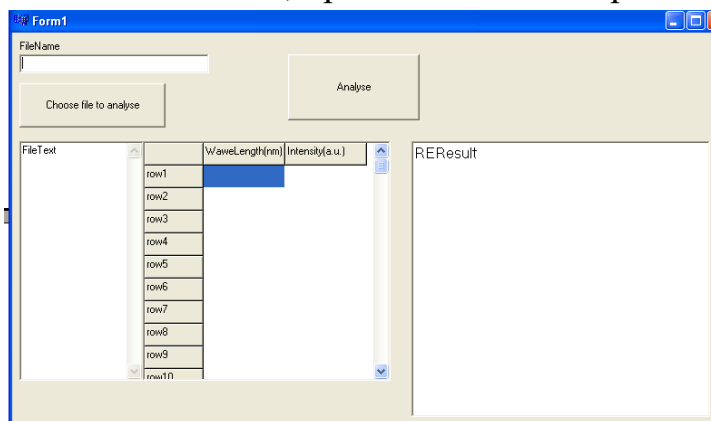 Form1
FileName
Analyse
Choose file to analyse
FileText
WaweLength(nm) Intensity(a.u.)
REResult
row1
row2
row3
row4
row5
row6
row7
row8
row9
row10